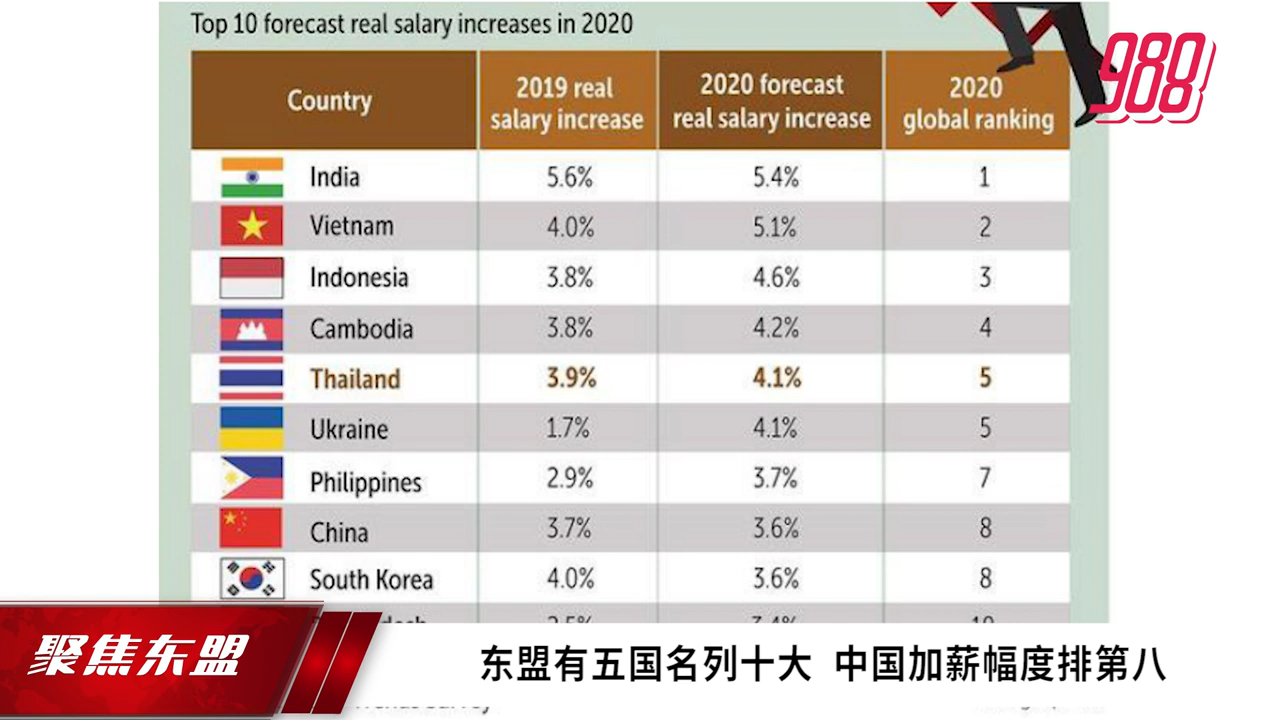 Top 10 forecast real salary increases in 2020
988
Country
2019 real
salary increase
2020 forecast
real salary increase
2020
global ranking
India 5.6% 5.4% 1
Vietnam 4.0% 5.1% 2
Indonesia 3.8% 4.6% 3
Cambodia 3.8% 4.2% 4
Thailand 3.9% 4.1% 5
Ukraine 1.7% 4.1% 5
Philippines 2.9% 3.7% 7
China 3.7% 3.6% 8
South Korea 4.0% 3.6% 8
聚焦东盟
东盟有五国名列十大 中国加薪幅度排第八